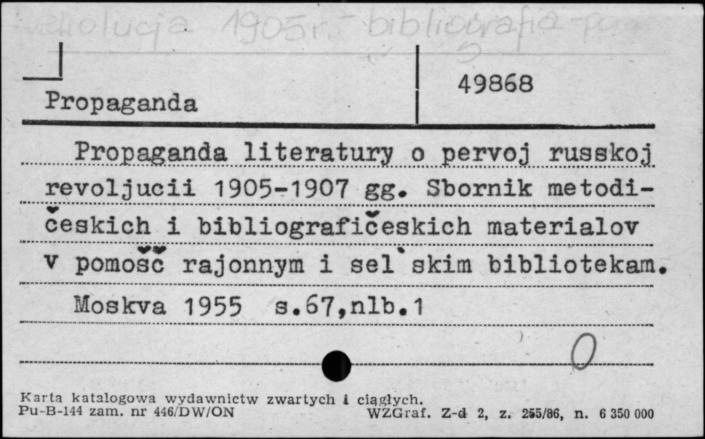 1905r. - bibliografia -
49868
Propaganda
Propaganda literatury o pervoj russkoj
revoljucii 1905-1907 gg. Sbornik metodi-
českich i bibliografičeskich materialov
v pomošč rajonnym i sel`skim bibliotekam.
Moskva 1955 s.67,nlb.1
0
Karta katalogowa wydawnictw zwartych i ciągłych.
Pu-B-144 zam. nr 446/DW/ON WZGraf. Z-d 2, z. 255/86, n. 6 350 000